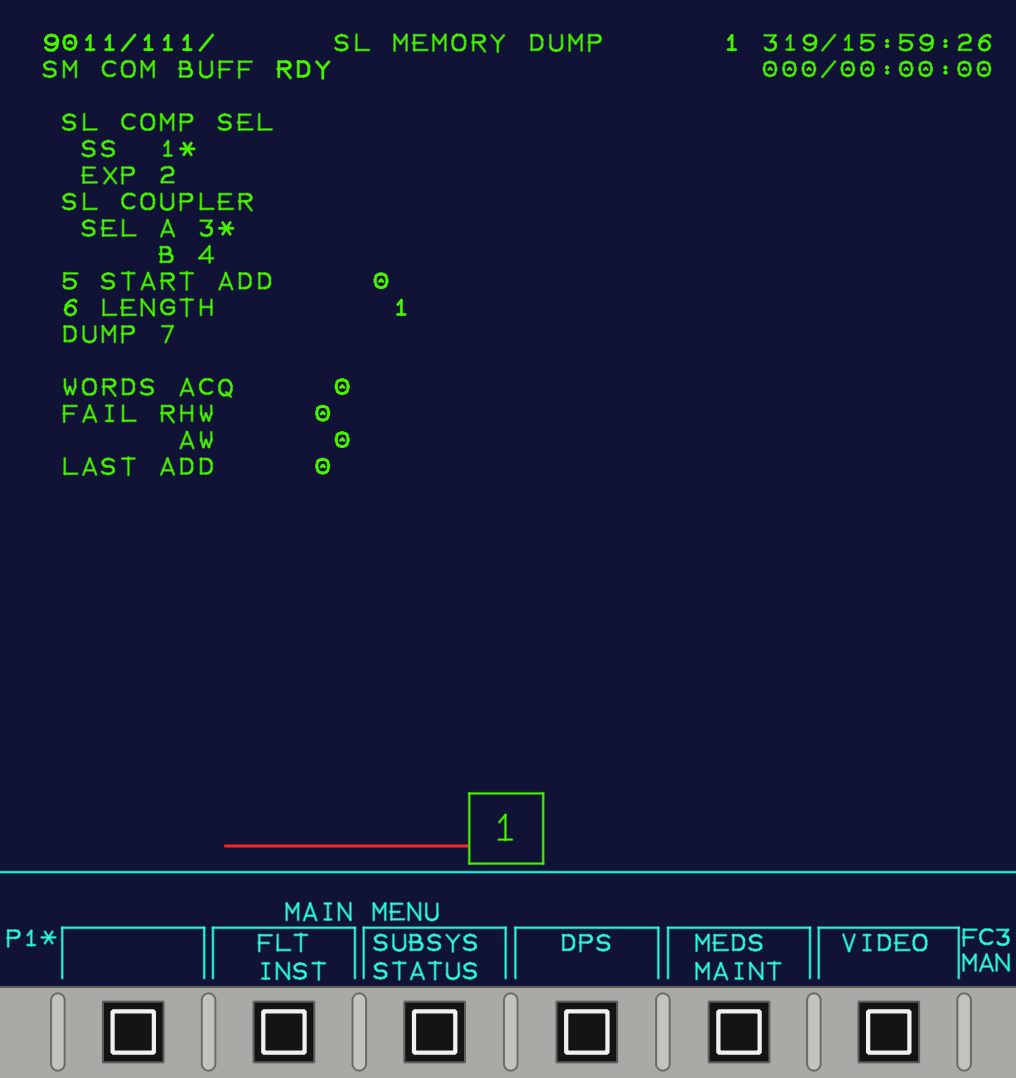 9011/111/ SL MEMORY DUMP 1 319/15:59:26
SM COM BUFF RDY 000/00:00:00
SL COMP SEL
SS 1*
EXP 2
SL COUPLER
SEL A 3*
B 4
5 START ADD 0
6 LENGTH 1
DUMP 7
WORDS ACQ 0
FAIL RHW 0
AW 0
LAST ADD 0
1
MAIN MENU
P1* FLT SUBSYS DPS MEDS VIDEO FC3
INST STATUS MAINT MAN